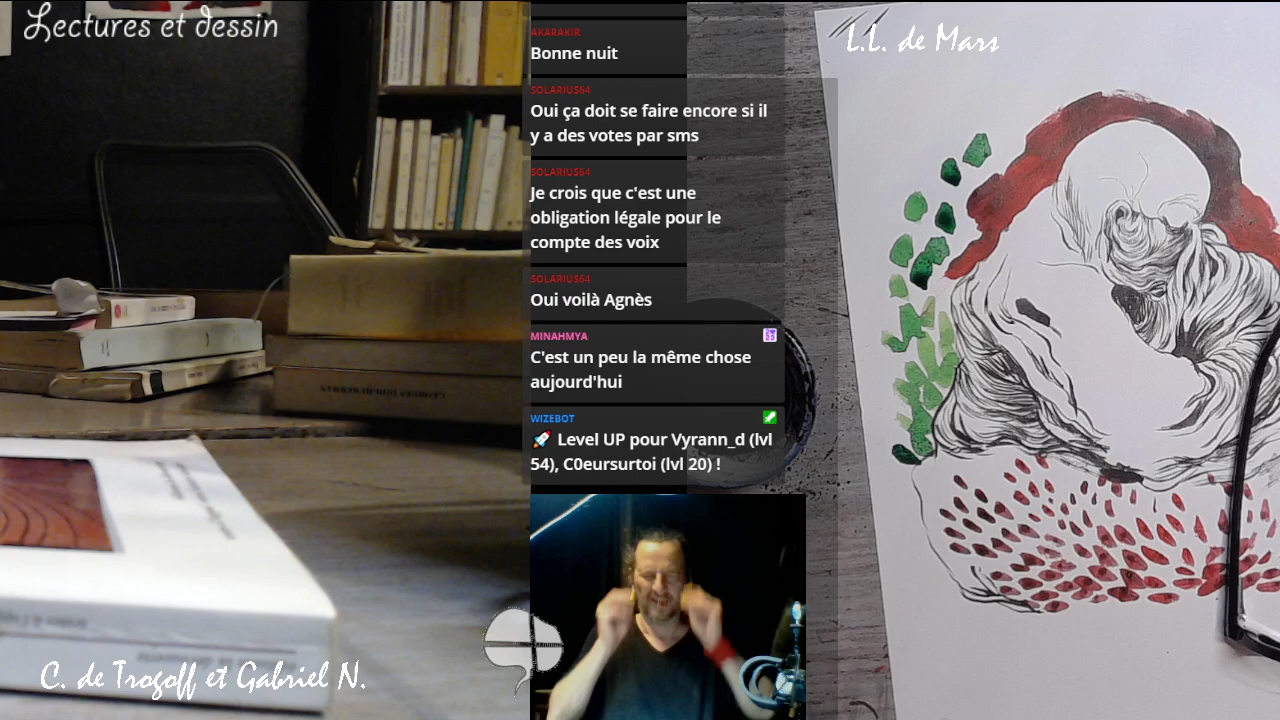 Lectures et dessin
AKARAKIR
Bonne nuit
SOLARIUS64
Oui ça doit se faire encore si il
y a des votes par sms
SOLARIUS64
Je crois que c'est une
obligation légale pour le
compte des voix
SOLARIUS64
Oui voilà Agnès
MINAHMYA
C'est un peu la même chose
aujourd'hui
WIZEBOT
🚀 Level UP pour Vyrann_d (lvl
54), C0eursurtoi (lvl 20) !
L.L. de Mars
C. de Trogoff et Gabriel N.